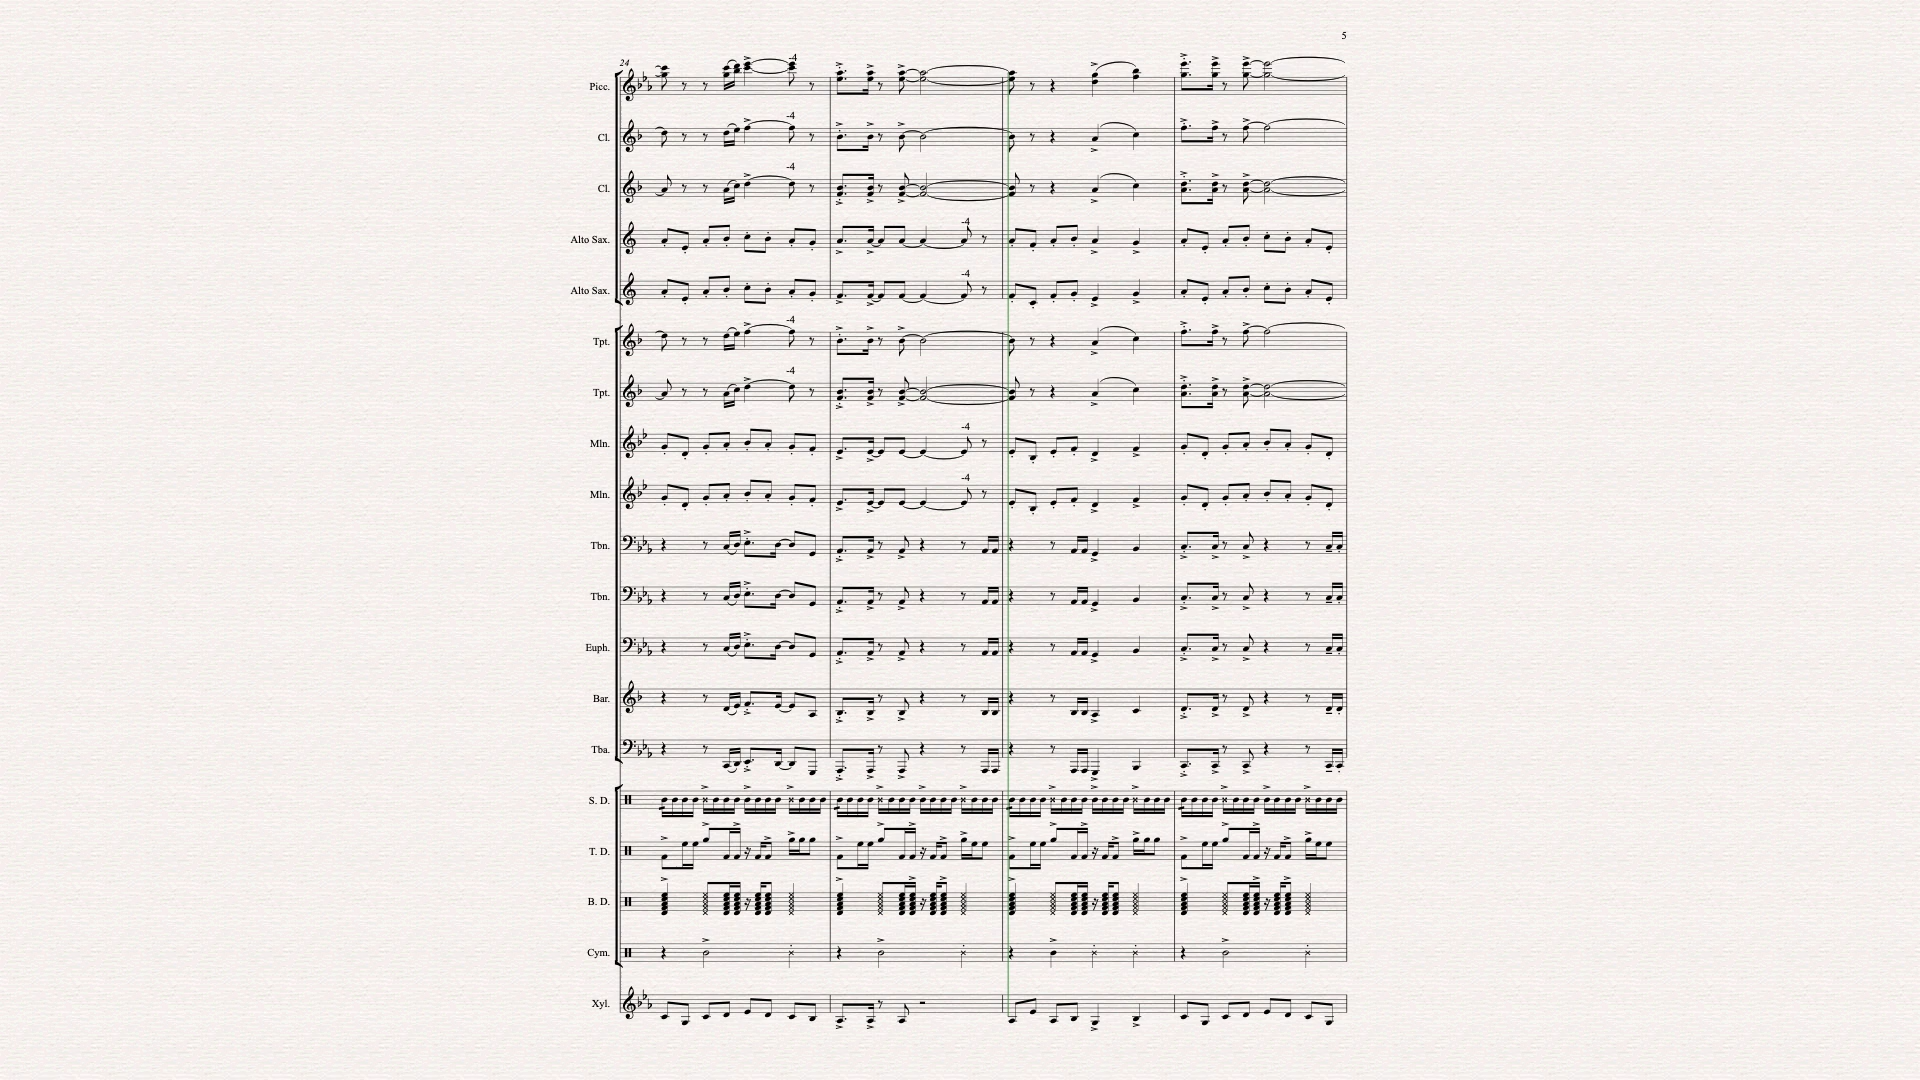 5
24
-4
Picc.
-4
Cl.
-4
Cl.
-4
Alto Sax.
-4
Alto Sax.
-4
Tpt.
-4
Tpt.
-4
Mln.
-4
Mln.
Tbn.
Tbn.
Euph.
Bar.
Tba.
S. D.
T. D.
B. D.
Cym.
Xyl.